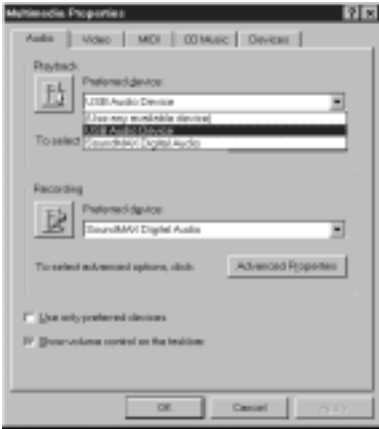 Multimedia Properties
Audio Video MIDI CD Music Devices
Playback
Preferred device:
USB Audio Device
(Use any available device)
USB Audio Device
To select SoundMAX Digital Audio
Recording
Preferred device:
SoundMAX Digital Audio
To select advanced options, click: Advanced Properties
Use only preferred devices
Show volume control on the taskbar
OK Cancel Apply